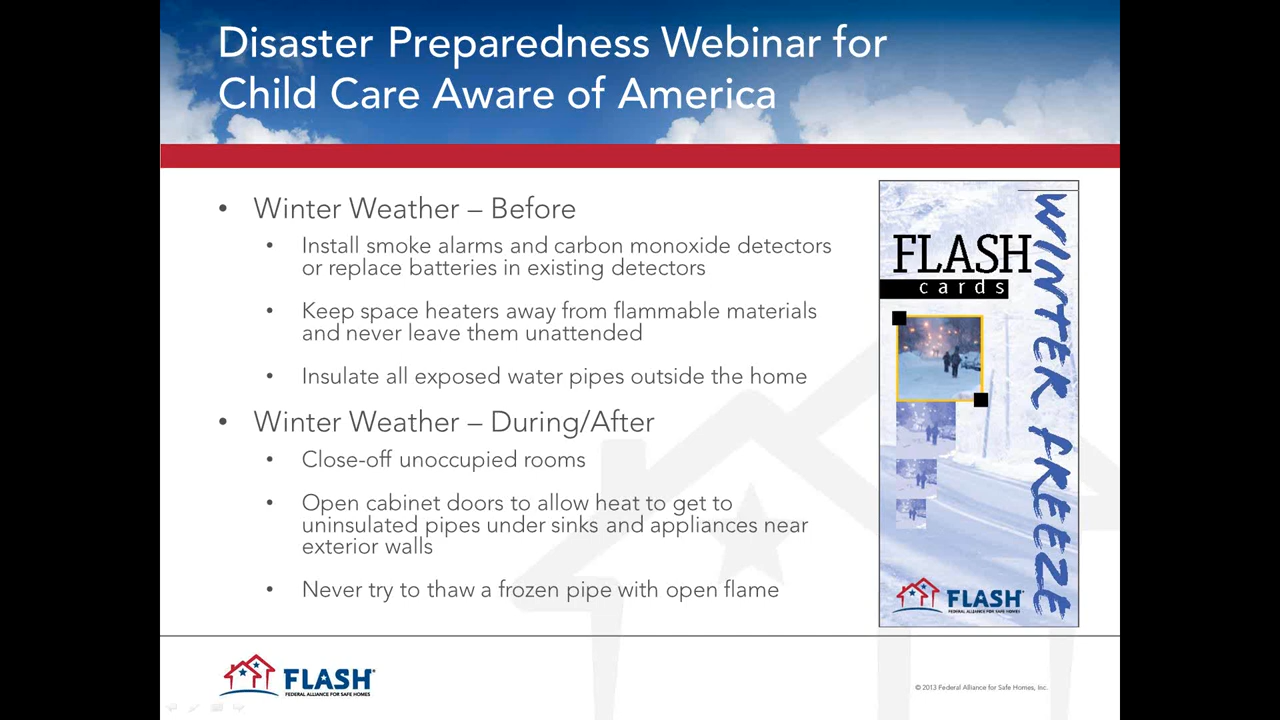 Disaster Preparedness Webinar for
Child Care Aware of America
• Winter Weather – Before
• Install smoke alarms and carbon monoxide detectors
or replace batteries in existing detectors
• Keep space heaters away from flammable materials
and never leave them unattended
• Insulate all exposed water pipes outside the home
• Winter Weather – During/After
• Close-off unoccupied rooms
• Open cabinet doors to allow heat to get to
uninsulated pipes under sinks and appliances near
exterior walls
• Never try to thaw a frozen pipe with open flame
FLASH
cards
WINTER FREEZE
FLASH
FEDERAL ALLIANCE FOR SAFE HOMES
FLASH®
FEDERAL ALLIANCE FOR SAFE HOMES
© 2013 Federal Alliance for Safe Homes, Inc.